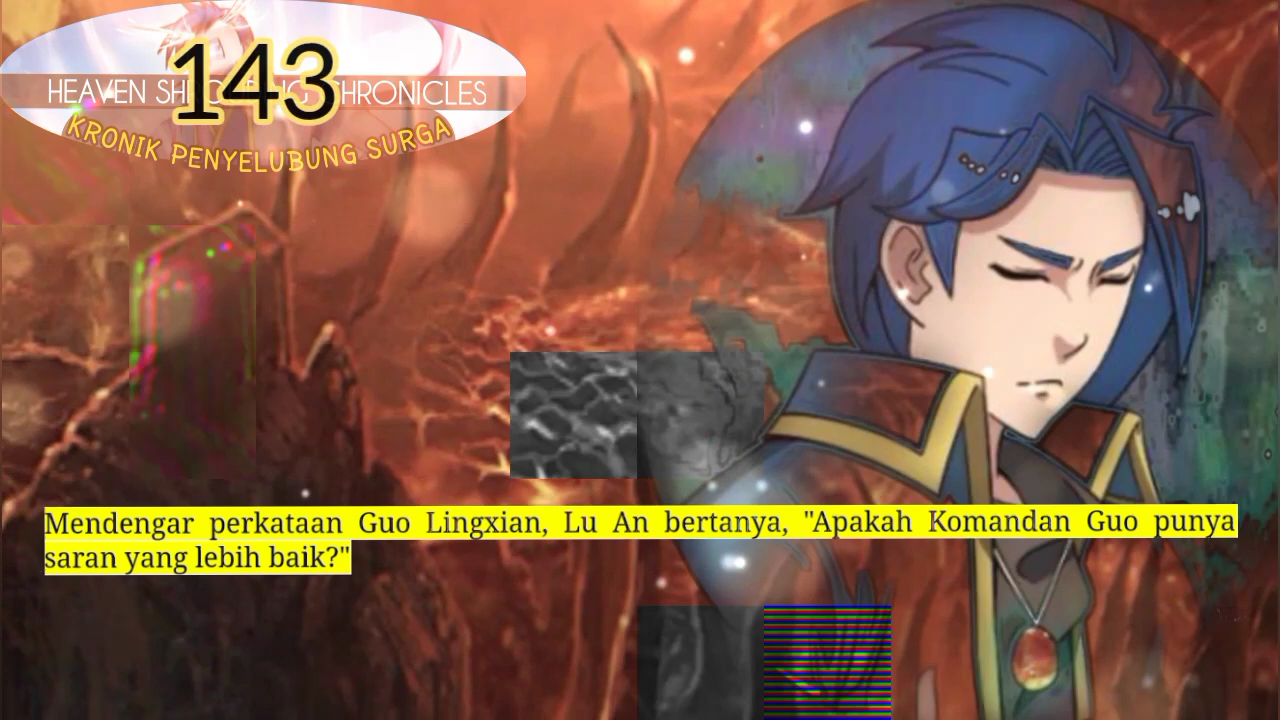 143
HEAVEN SH CHRONICLES
KRONIK PENYELUBUNG SURGA
Mendengar perkataan Guo Lingxian, Lu An bertanya, "Apakah Komandan Guo punya
saran yang lebih baik?"